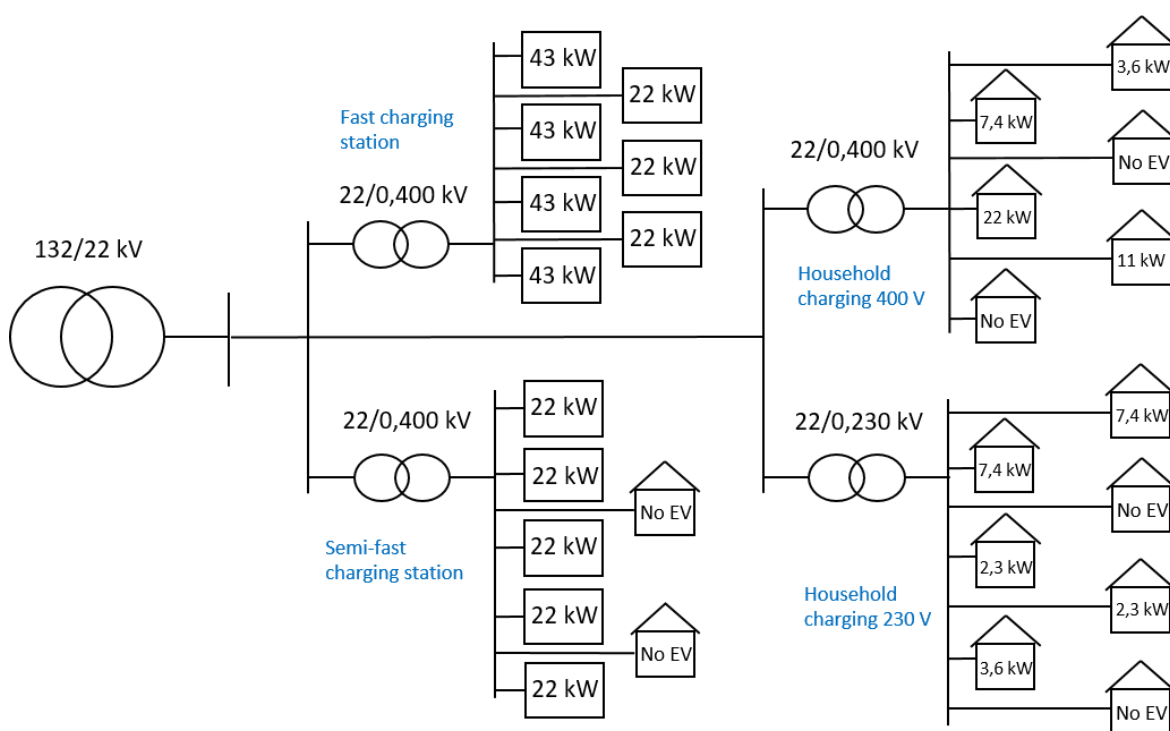 132/22 kV
Fast charging
station
22/0,400 kV
43 kW
22 kW
43 kW
22 kW
43 kW
22 kW
43 kW
22/0,400 kV
Semi-fast
charging station
22 kW
22 kW
No EV
22 kW
22 kW
No EV
22 kW
22/0,400 kV
Household
charging 400 V
3,6 kW
7,4 kW
No EV
22 kW
11 kW
No EV
22/0,230 kV
Household
charging 230 V
7,4 kW
7,4 kW
No EV
2,3 kW
2,3 kW
3,6 kW
No EV